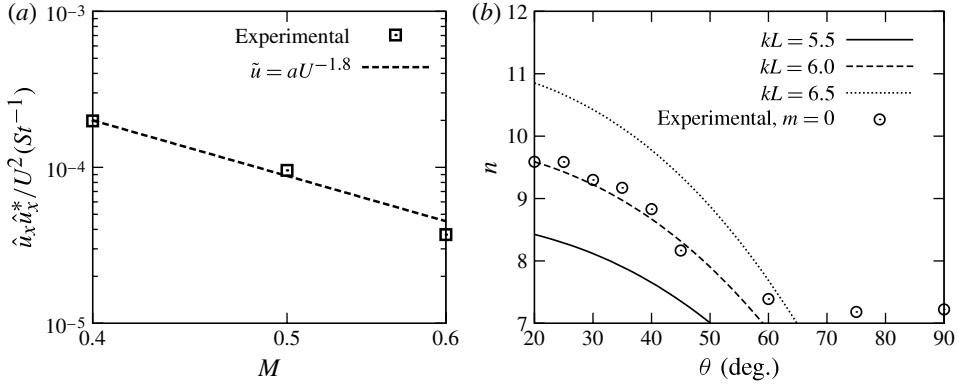 (a)
10⁻³
10⁻⁴
10⁻⁵
û_x û_x^*/U² (St⁻¹)
Experimental
ũ = aU⁻¹·⁸
0.4
0.5
0.6
M
(b)
12
11
10
9
8
7
n
kL = 5.5
kL = 6.0
kL = 6.5
Experimental, m = 0
20
30
40
50
60
70
80
90
θ (deg.)